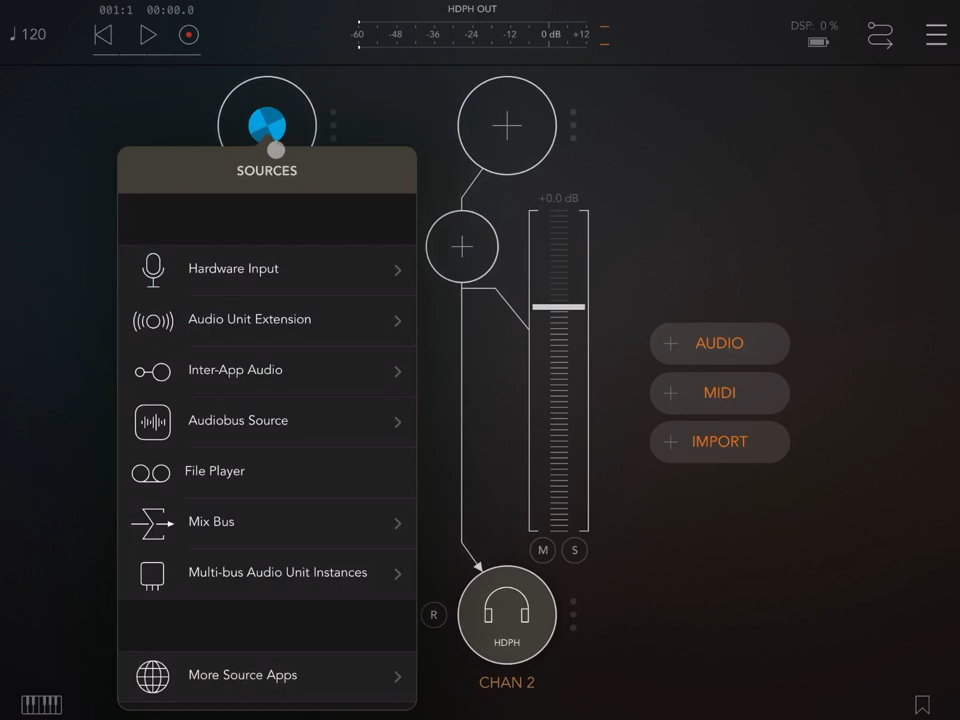 001:1 00:00.0
HDPH OUT
♩ 120
-60 -48 -36 -24 -12 0 dB +12
DSP: 0 %
SOURCES
Hardware Input
Audio Unit Extension
Inter-App Audio
Audiobus Source
File Player
Mix Bus
Multi-bus Audio Unit Instances
More Source Apps
+0.0 dB
M S
R
HDPH
CHAN 2
+ AUDIO
+ MIDI
+ IMPORT